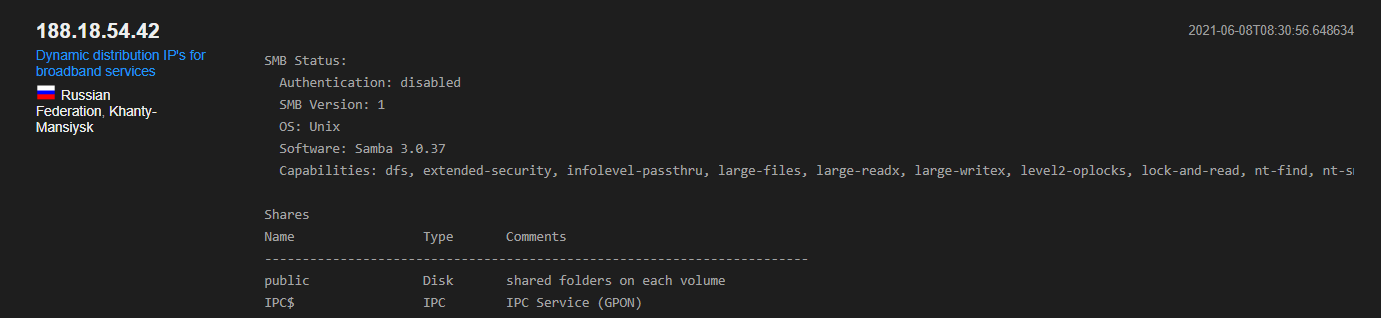 188.18.54.42
2021-06-08T08:30:56.648634
Dynamic distribution IP's for
broadband services
Russian
Federation, Khanty-
Mansiysk
SMB Status:
Authentication: disabled
SMB Version: 1
OS: Unix
Software: Samba 3.0.37
Capabilities: dfs, extended-security, infolevel-passthru, large-files, large-readx, large-writex, level2-oplocks, lock-and-read, nt-find,
Shares
Name Type Comments
------------------------------------------------------------------------
public Disk shared folders on each volume
IPC$ IPC IPC Service (GPON)